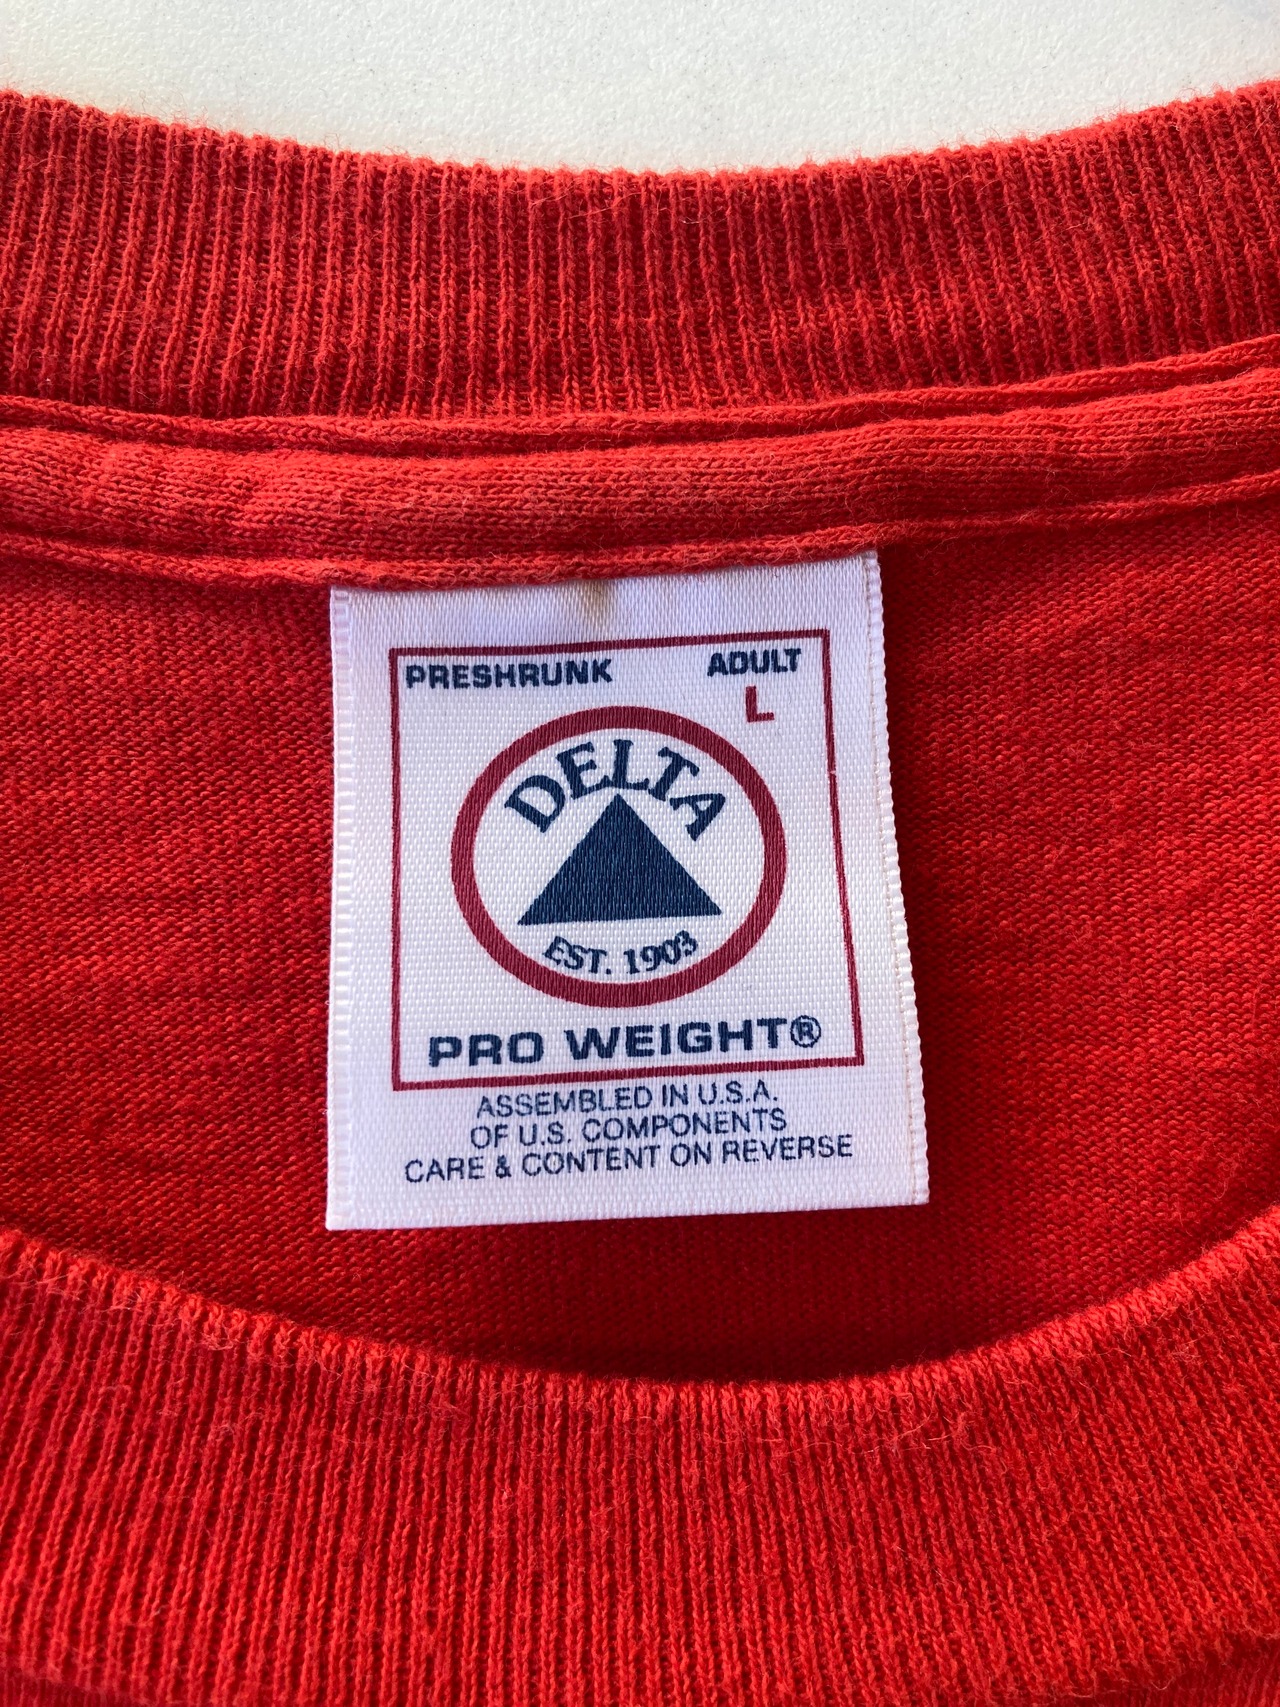 PRESHRUNK ADULT
L
DELTA
EST. 1903
PRO WEIGHT®
ASSEMBLED IN U.S.A.
OF U.S. COMPONENTS
CARE & CONTENT ON REVERSE